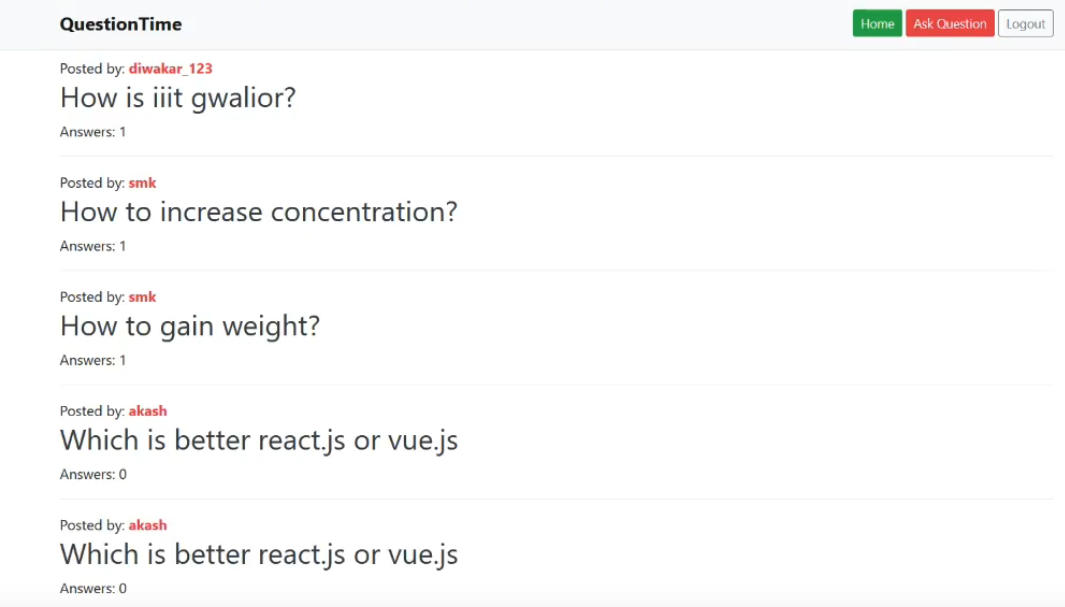 QuestionTime
Home Ask Question Logout
Posted by: diwakar_123
How is iiit gwalior?
Answers: 1
Posted by: smk
How to increase concentration?
Answers: 1
Posted by: smk
How to gain weight?
Answers: 1
Posted by: akash
Which is better react.js or vue.js
Answers: 0
Posted by: akash
Which is better react.js or vue.js
Answers: 0